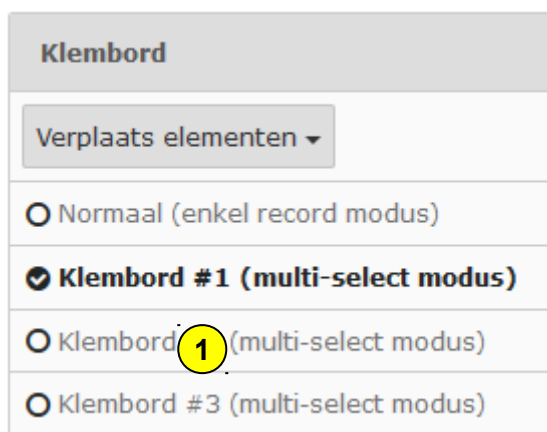 Klembord
Verplaats elementen
Normaal (enkel record modus)
Klembord #1 (multi-select modus)
Klembord 1 (multi-select modus)
Klembord #3 (multi-select modus)